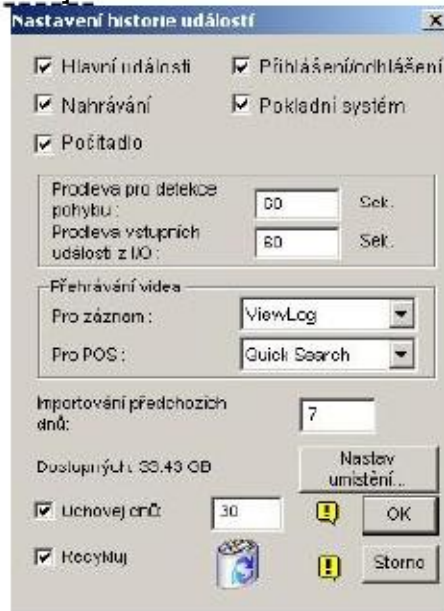 Nastavení historie událostí
Hlavní události
Přihlášení/odhlášení
Nahrávání
Pokladní systém
Počítadlo
Prodleva pro detekce
pohybu :
60
Sek.
Prodleva vstupních
událostí z I/O :
60
Sek.
Přehrávání videa
Pro záznam :
ViewLog
Pro POS :
Quick Search
Importování předchozích
dnů:
7
Dostupných: 33.43 GB
Nastav
umístění...
Uchovej dnů:
30
OK
Recykluj
Storno